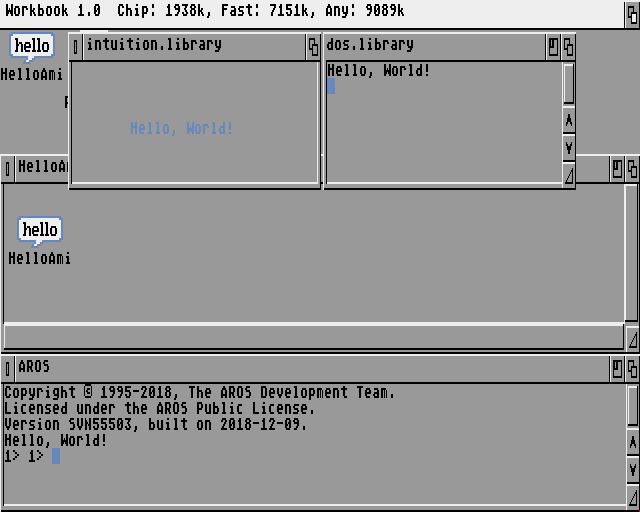 Workbook 1.0 Chip: 1938k, Fast: 7151k, Any: 9089k
hello
HelloAmi
intuition.library
Hello, World!
dos.library
Hello, World!
hello
HelloAmi
AROS
Copyright © 1995-2018, The AROS Development Team.
Licensed under the AROS Public License.
Version SVN55503, built on 2018-12-09.
Hello, World!
1> 1>